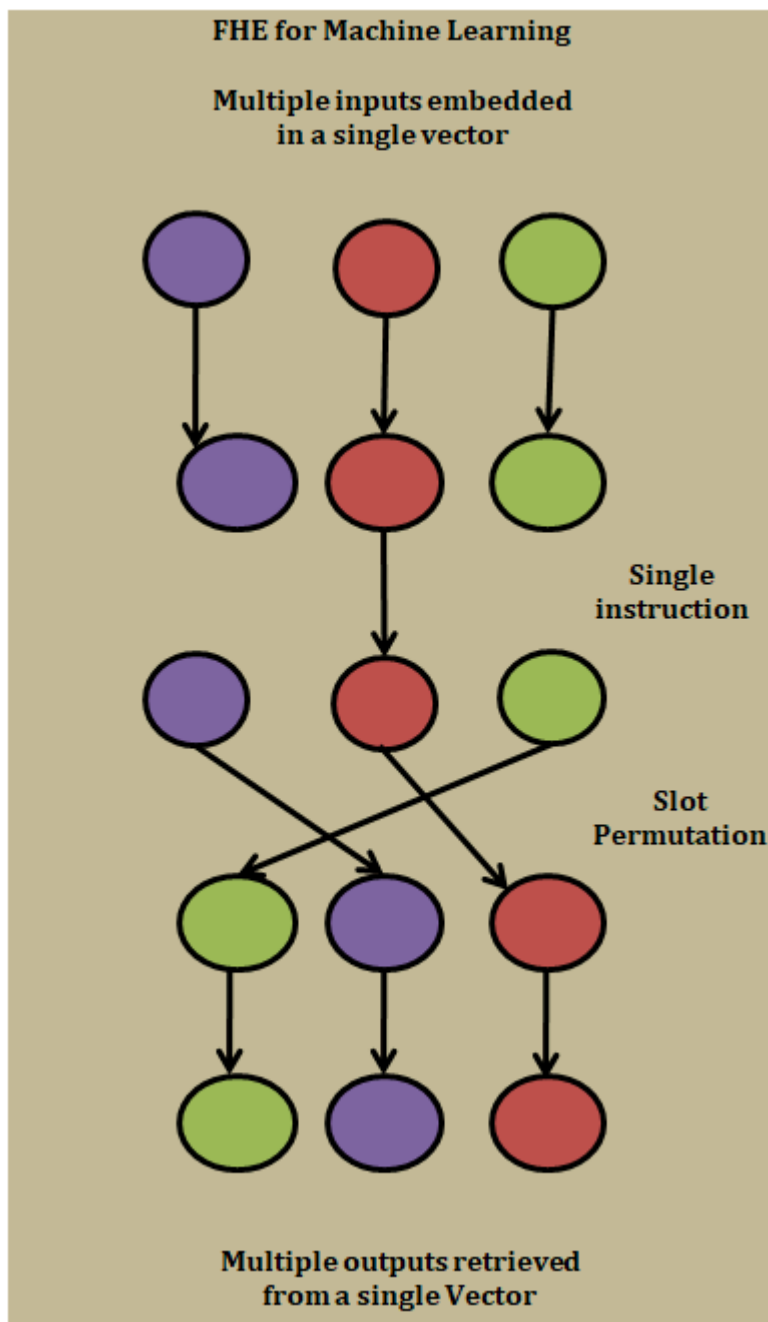 FHE for Machine Learning
Multiple inputs embedded
in a single vector
Single
instruction
Slot
Permutation
Multiple outputs retrieved
from a single Vector